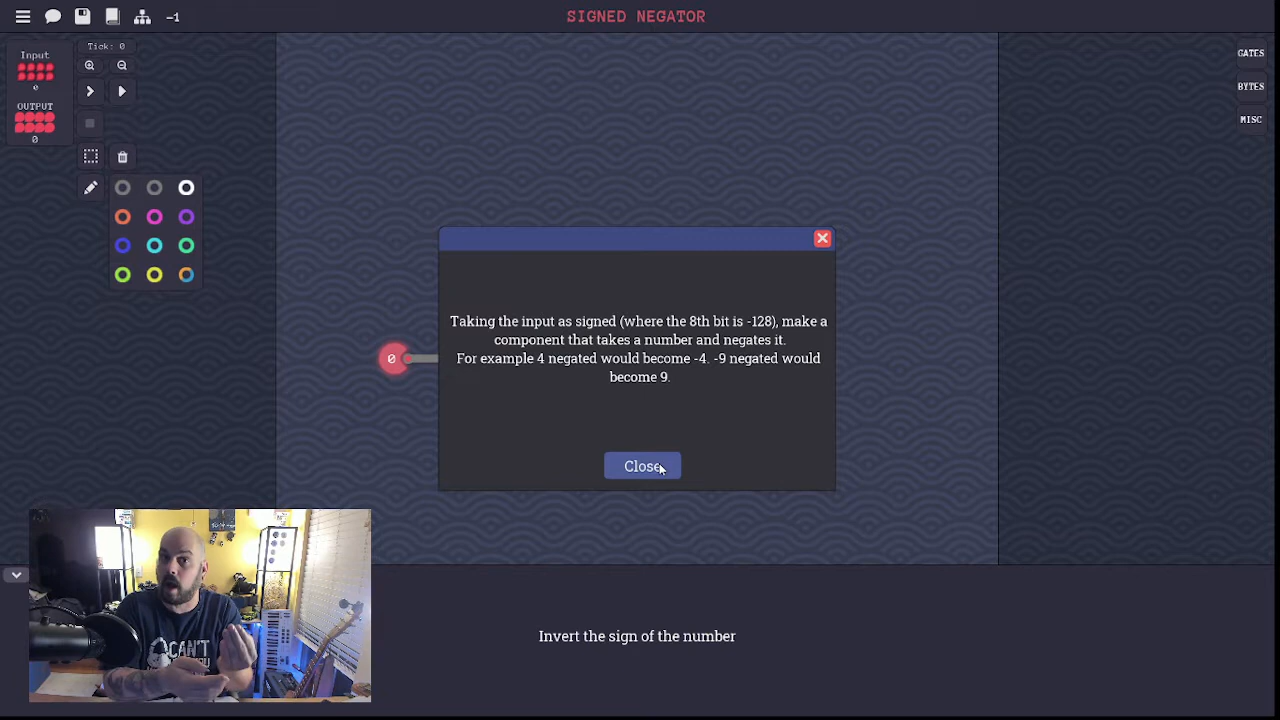 -1
SIGNED NEGATOR
Input
0
OUTPUT
0
Tick: 0
GATES
BYTES
MISC
0
Taking the input as signed (where the 8th bit is -128), make a
component that takes a number and negates it.
For example 4 negated would become -4. -9 negated would
become 9.
Close
Invert the sign of the number
CAN'T